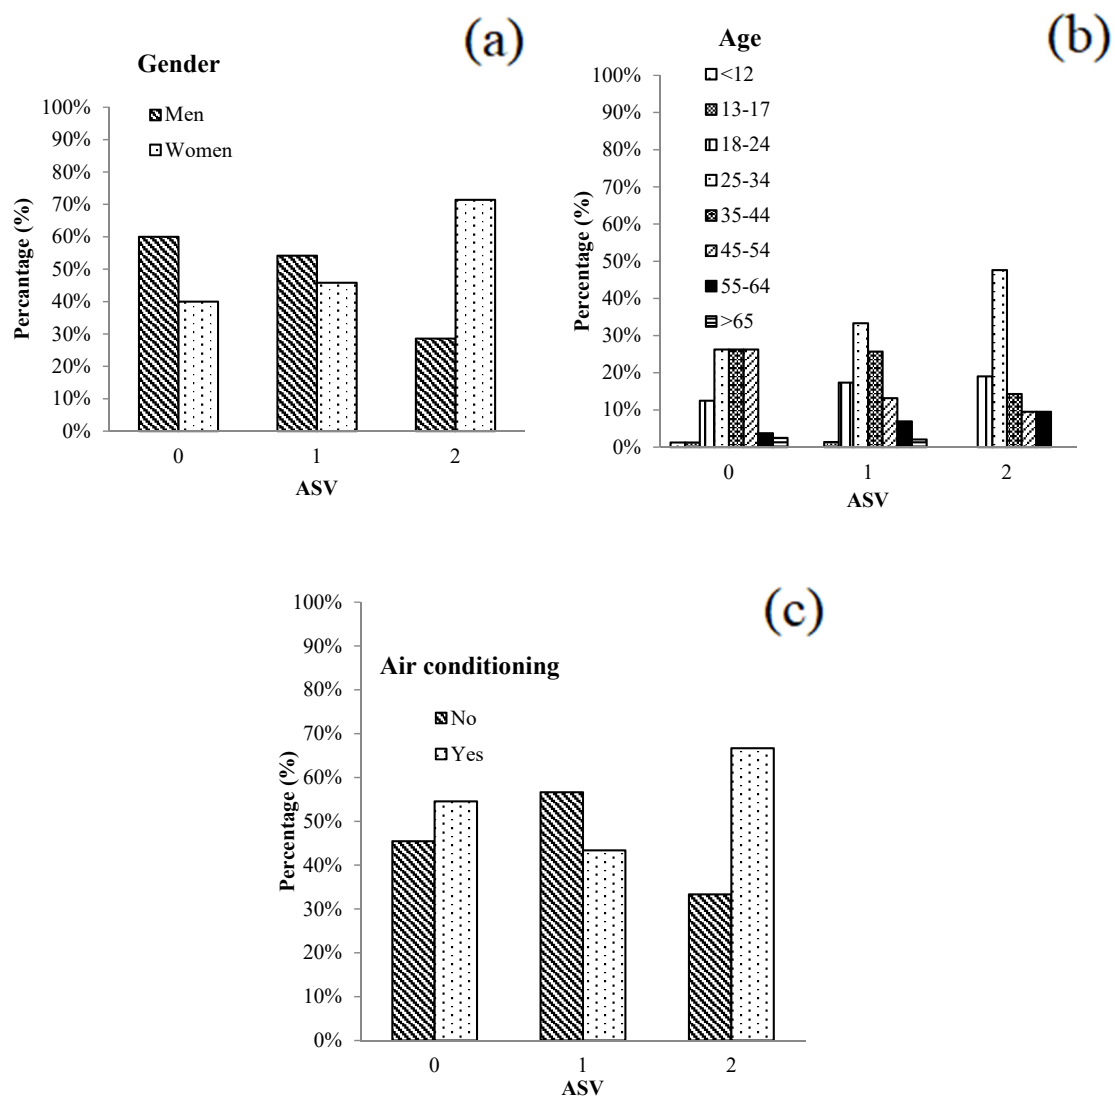 (a)
Gender
Men
Women
100%
90%
80%
70%
60%
50%
40%
30%
20%
10%
0%
Percantage (%)
0 1 2
ASV
(b)
Age
<12
13-17
18-24
25-34
35-44
45-54
55-64
>65
100%
90%
80%
70%
60%
50%
40%
30%
20%
10%
0%
Percentage (%)
0 1 2
ASV
(c)
Air conditioning
No
Yes
100%
90%
80%
70%
60%
50%
40%
30%
20%
10%
0%
Percentage (%)
0 1 2
ASV